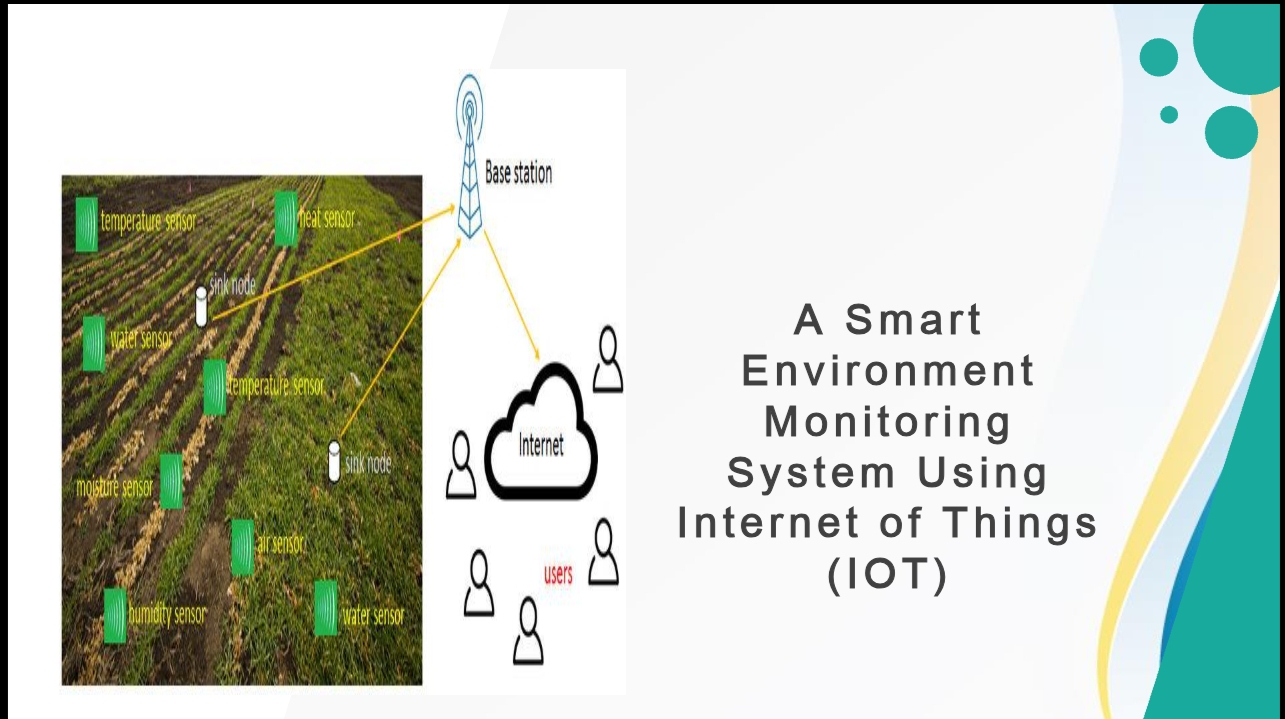 Base station
temperature sensor
heat sensor
sink node
water sensor
temperature sensor
Internet
sink node
moisture sensor
air sensor
users
humidity sensor
water sensor
A Smart
Environment
Monitoring
System Using
Internet of Things
(IOT)